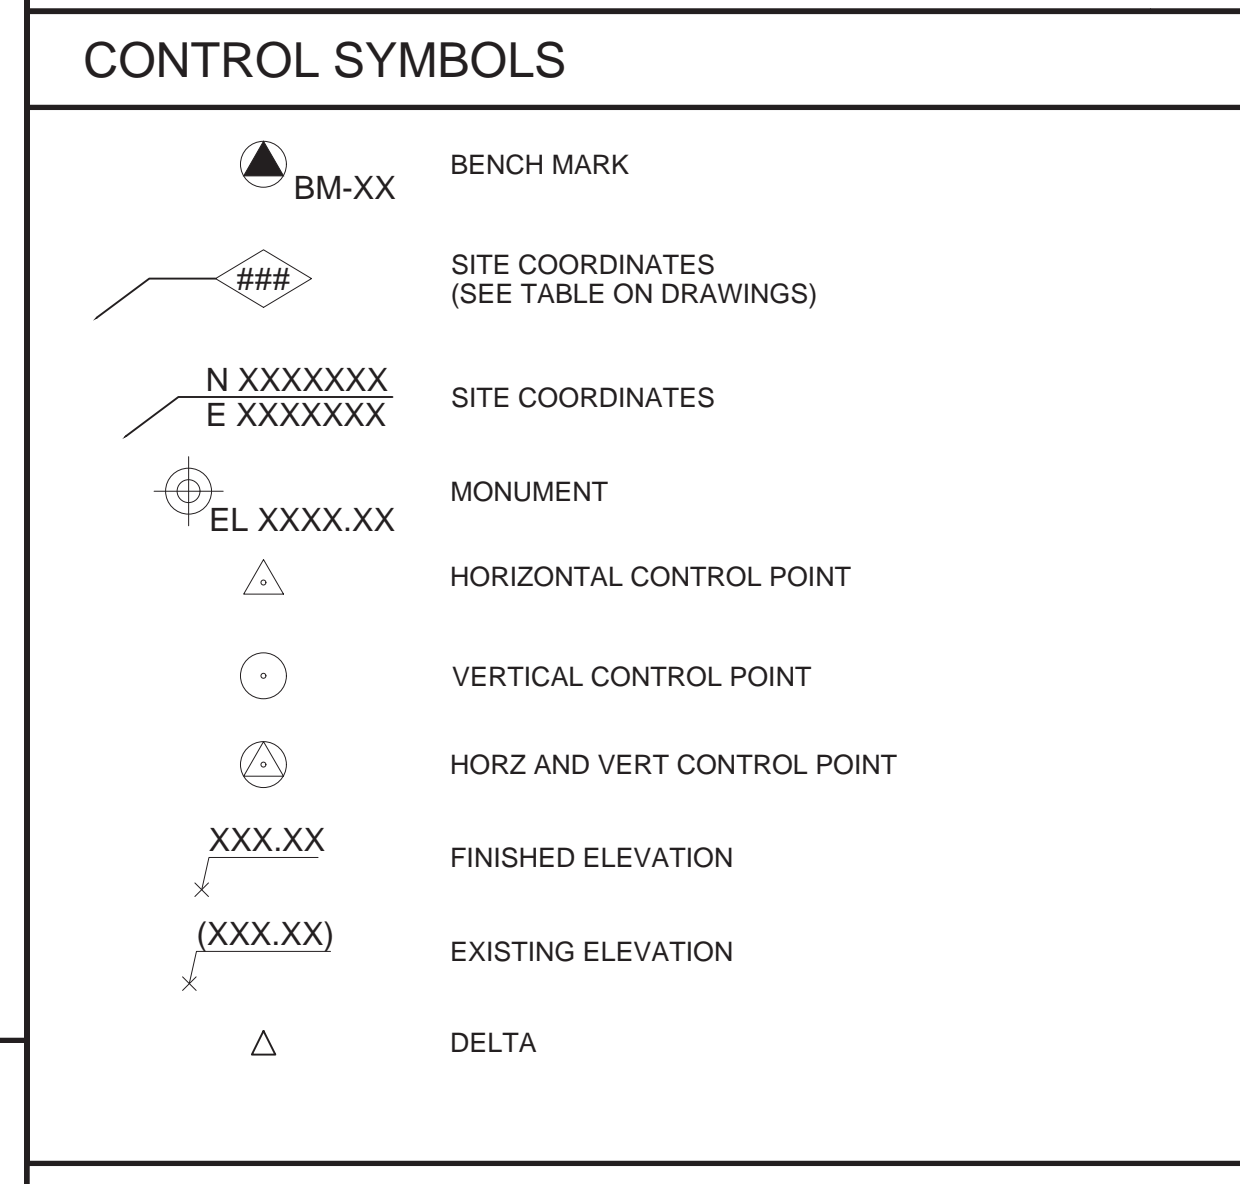 CONTROL SYMBOLS
BM-XX
BENCH MARK
###
SITE COORDINATES
(SEE TABLE ON DRAWINGS)
N XXXXXXX
E XXXXXXX
SITE COORDINATES
EL XXXX.XX
MONUMENT
HORIZONTAL CONTROL POINT
VERTICAL CONTROL POINT
HORZ AND VERT CONTROL POINT
XXX.XX
FINISHED ELEVATION
(XXX.XX)
EXISTING ELEVATION
DELTA